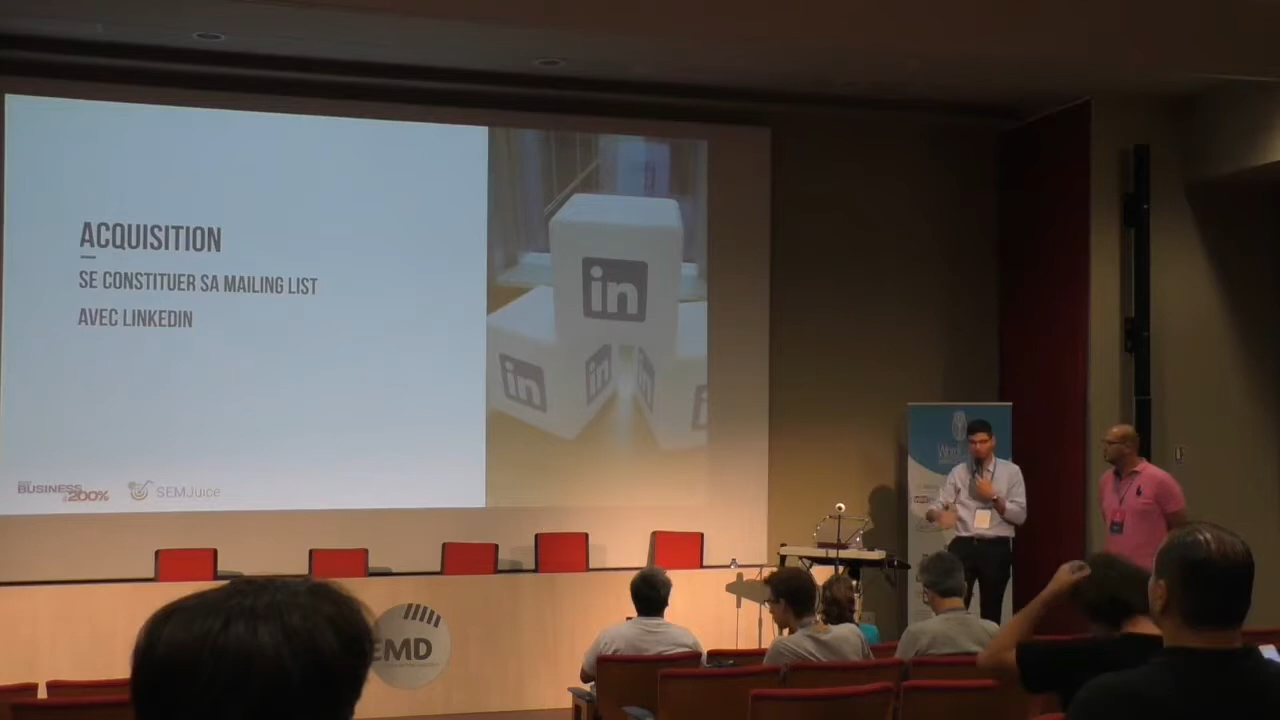 ACQUISITION
SE CONSTITUER SA MAILING LIST
AVEC LINKEDIN
in
in
in
in
BUSINESS
à 200%
SEMJuice
EMD